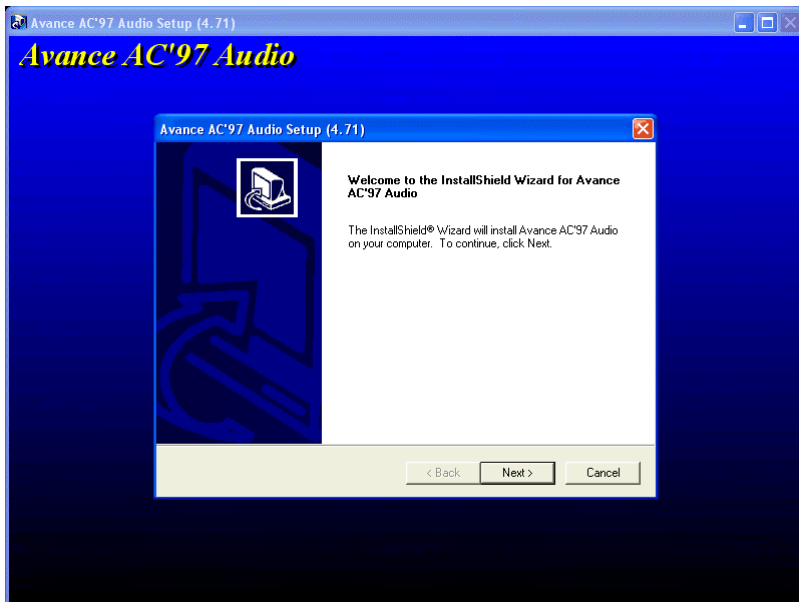 Avance AC'97 Audio Setup (4.71)
Avance AC'97 Audio
Avance AC'97 Audio Setup (4.71)
Welcome to the InstallShield Wizard for Avance
AC'97 Audio
The InstallShield® Wizard will install Avance AC'97 Audio
on your computer. To continue, click Next.
< Back Next > Cancel